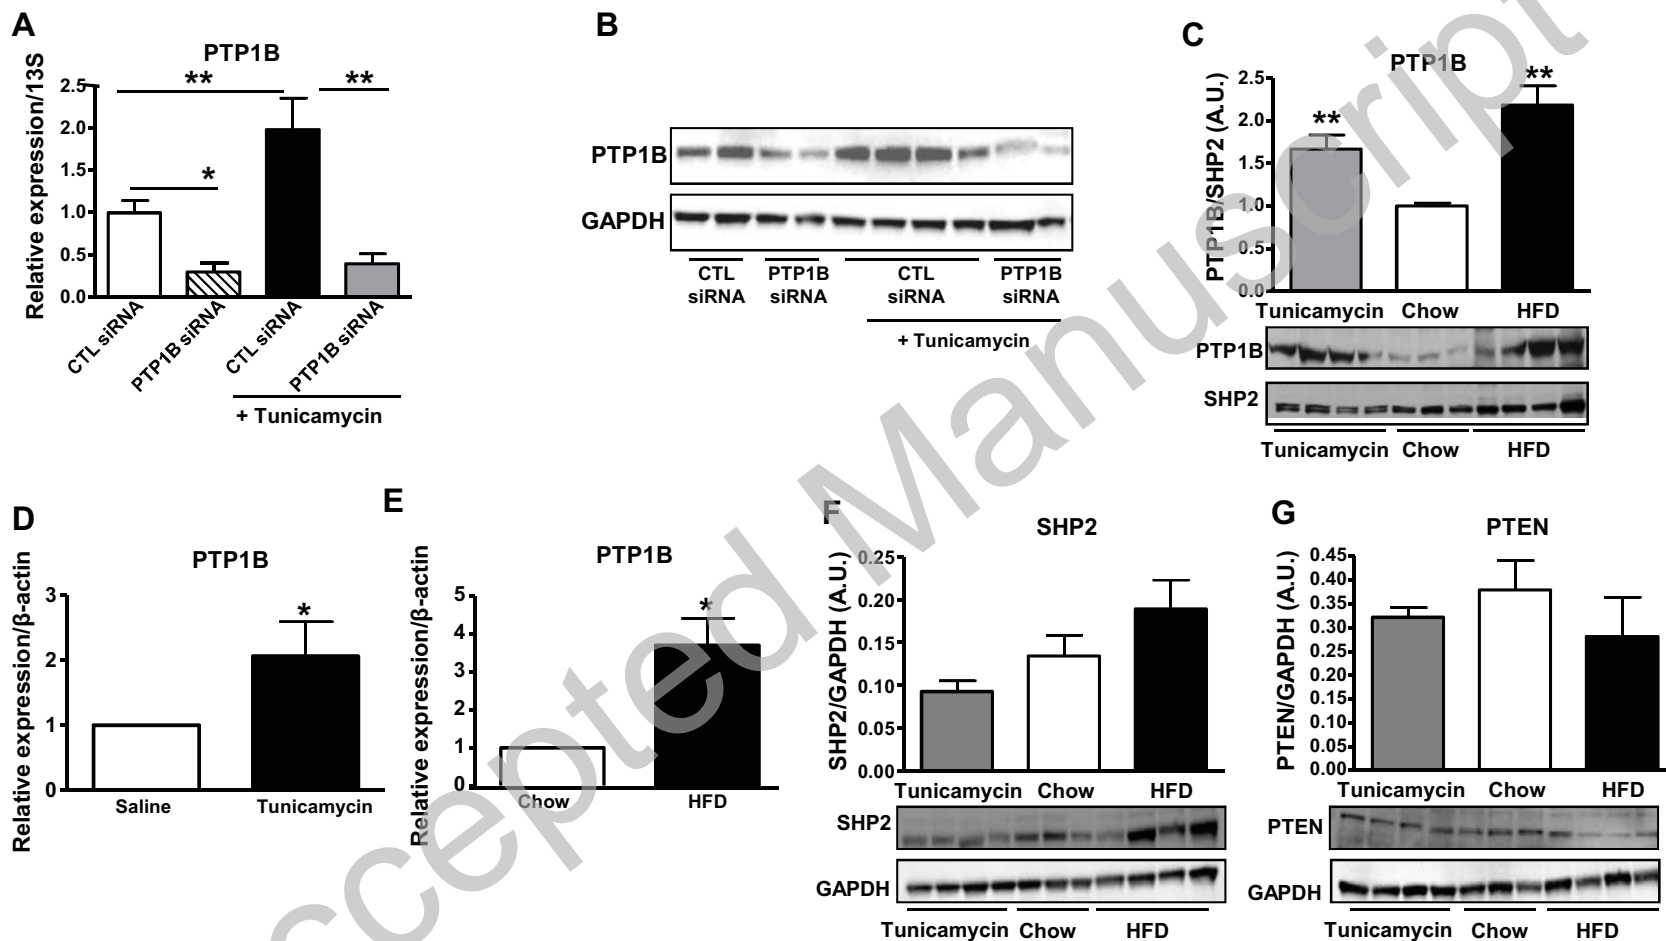 A
PTP1B
Relative expression/13S
2.5
2.0
1.5
1.0
0.5
0.0
**
**
*
CTL siRNA
PTP1B siRNA
CTL siRNA
PTP1B siRNA
+ Tunicamycin
B
PTP1B
GAPDH
CTL siRNA
PTP1B siRNA
CTL siRNA
PTP1B siRNA
+ Tunicamycin
C
PTP1B
PTP1B/SHP2 (A.U.)
2.5
2.0
1.5
1.0
0.5
0.0
**
**
Tunicamycin Chow HFD
PTP1B
SHP2
Tunicamycin Chow HFD
D
PTP1B
Relative expression/β-actin
3
2
1
0
*
Saline Tunicamycin
E
PTP1B
Relative expression/β-actin
5
4
3
2
1
0
*
Chow HFD
F
SHP2
SHP2/GAPDH (A.U.)
0.25
0.20
0.15
0.10
0.05
0.00
Tunicamycin Chow HFD
SHP2
GAPDH
Tunicamycin Chow HFD
G
PTEN
PTEN/GAPDH (A.U.)
0.45
0.40
0.35
0.30
0.25
0.20
0.15
0.10
0.05
0.00
Tunicamycin Chow HFD
PTEN
GAPDH
Tunicamycin Chow HFD
ccepted Manuscript